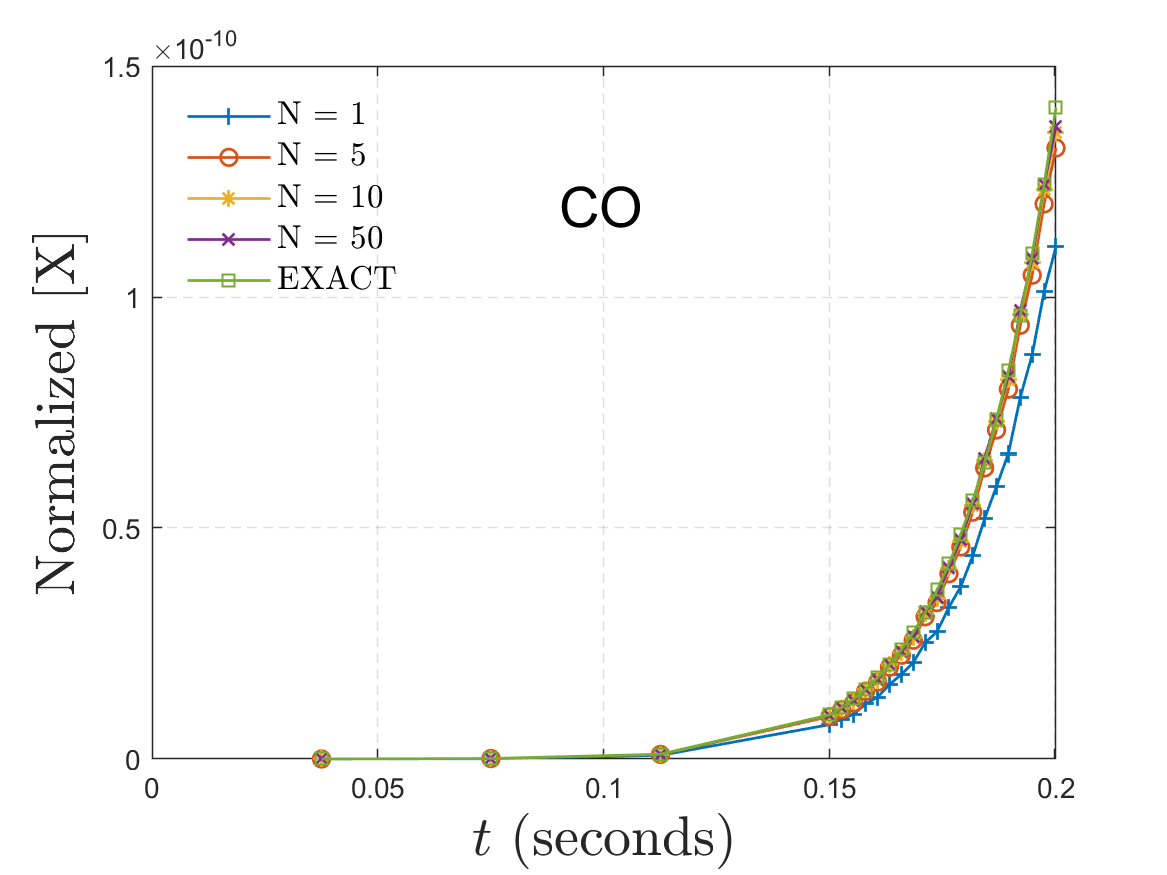 ×10⁻¹⁰
1.5
1
0.5
0
Normalized [X]
N = 1
N = 5
N = 10
N = 50
EXACT
CO
0 0.05 0.1 0.15 0.2
t (seconds)